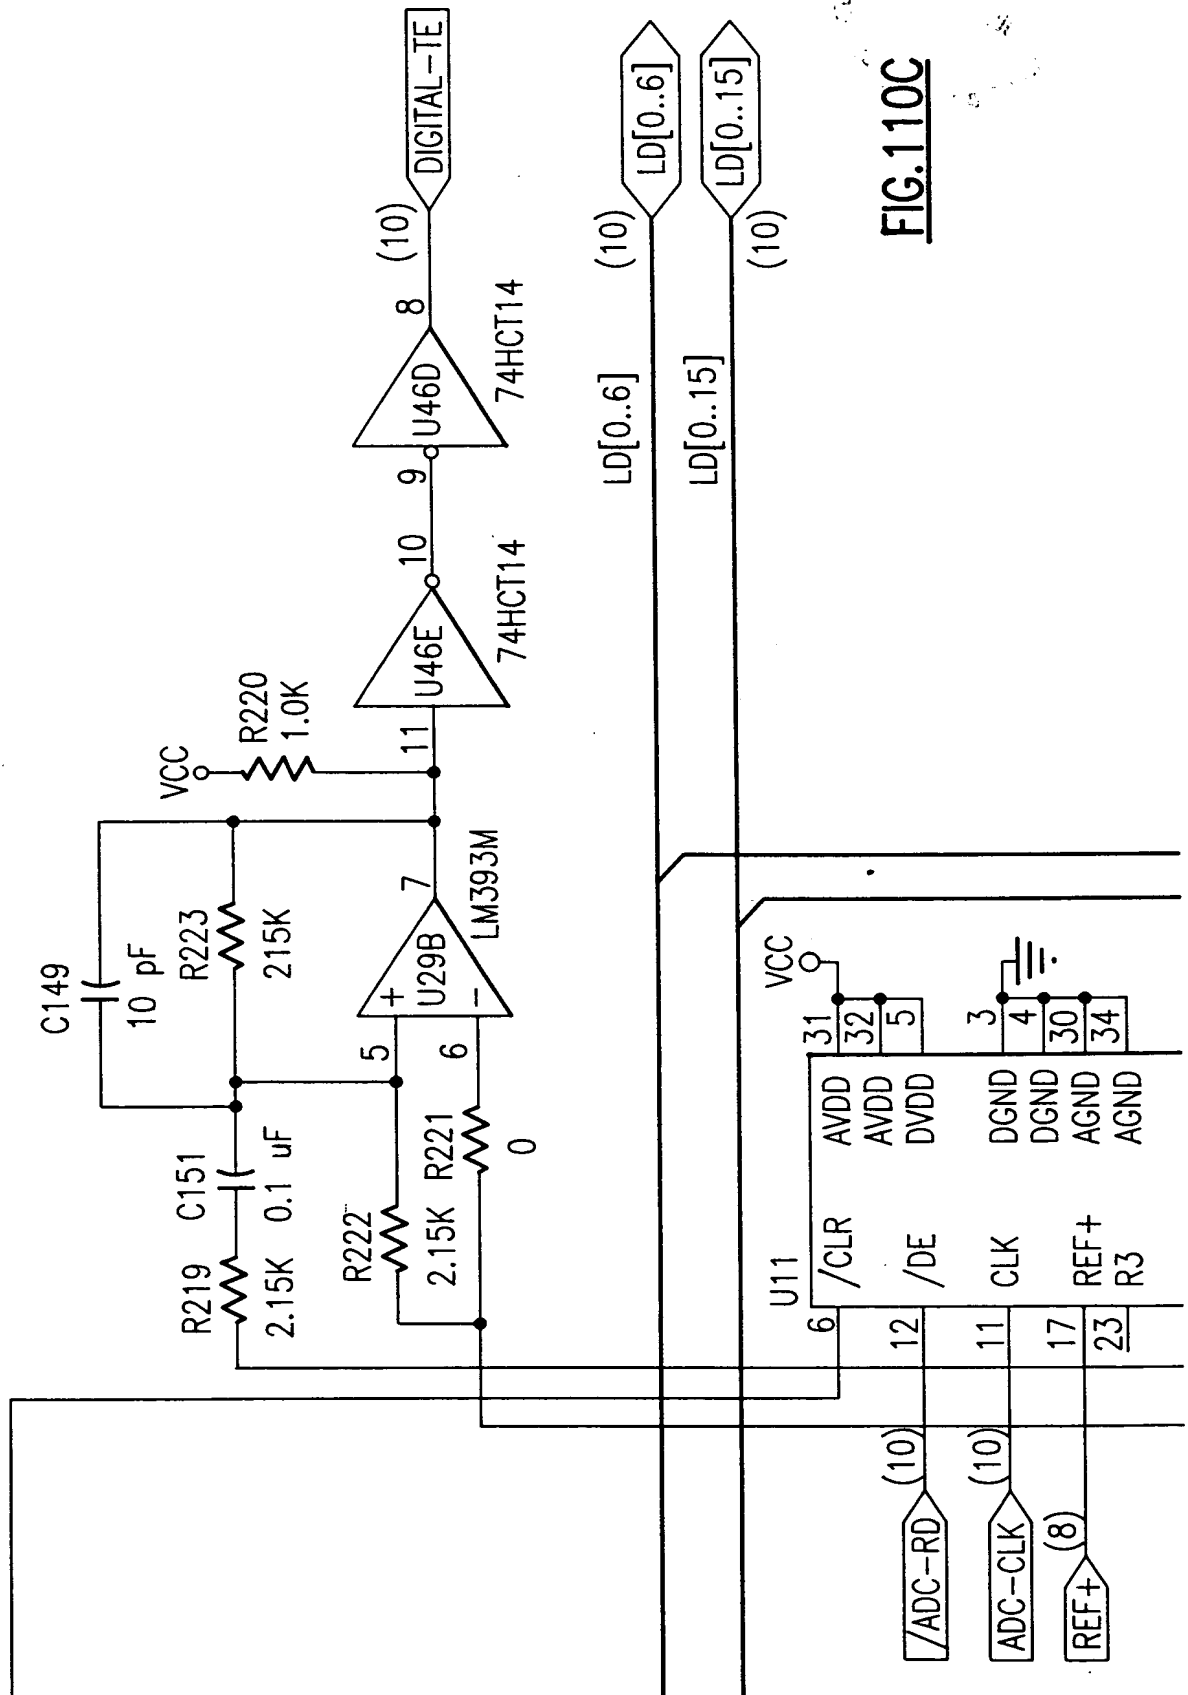 C149
10 pF
R223
215K
VCC
R220
1.0K
C151
0.1 uF
R219
2.15K
R222
2.15K
R221
0
5
6
+
-
U29B
7
LM393M
11
U46E
10
74HCT14
9
U46D
8
74HCT14
(10)
DIGITAL-TE
LD[0..6]
(10)
LD[0..6]
LD[0..15]
(10)
LD[0..15]
FIG.110C
U11
6
/CLR
12
/DE
11
CLK
17
REF+
23
R3
AVDD
31
AVDD
32
DVDD
5
VCC
DGND
3
DGND
4
AGND
30
AGND
34
/ADC-RD
(10)
ADC-CLK
(10)
REF+
(8)